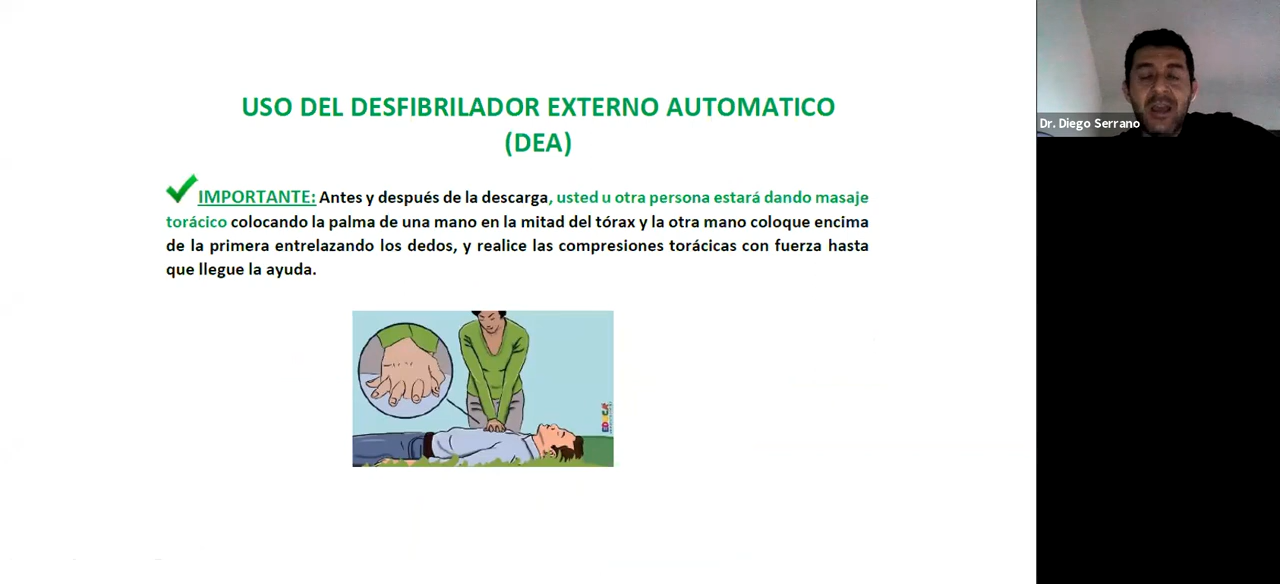 USO DEL DESFIBRILADOR EXTERNO AUTOMATICO
(DEA)
IMPORTANTE: Antes y después de la descarga, usted u otra persona estará dando masaje
torácico colocando la palma de una mano en la mitad del tórax y la otra mano coloque encima
de la primera entrelazando los dedos, y realice las compresiones torácicas con fuerza hasta
que llegue la ayuda.
EDUCA
Dr. Diego Serrano